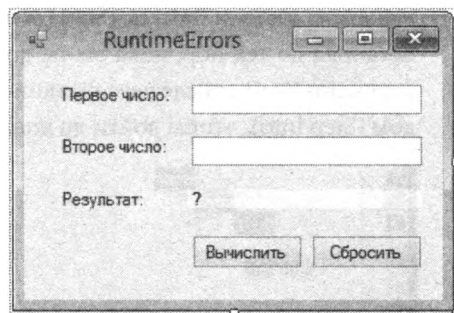 RuntimeErrors
Первое число:
Второе число:
Результат: ?
Вычислить Сбросить